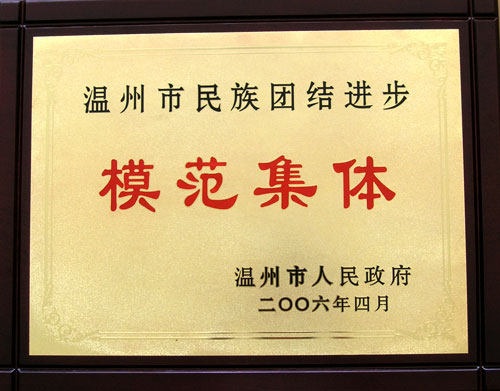 温州市民族团结进步
模范集体
温州市人民政府
二〇〇六年四月